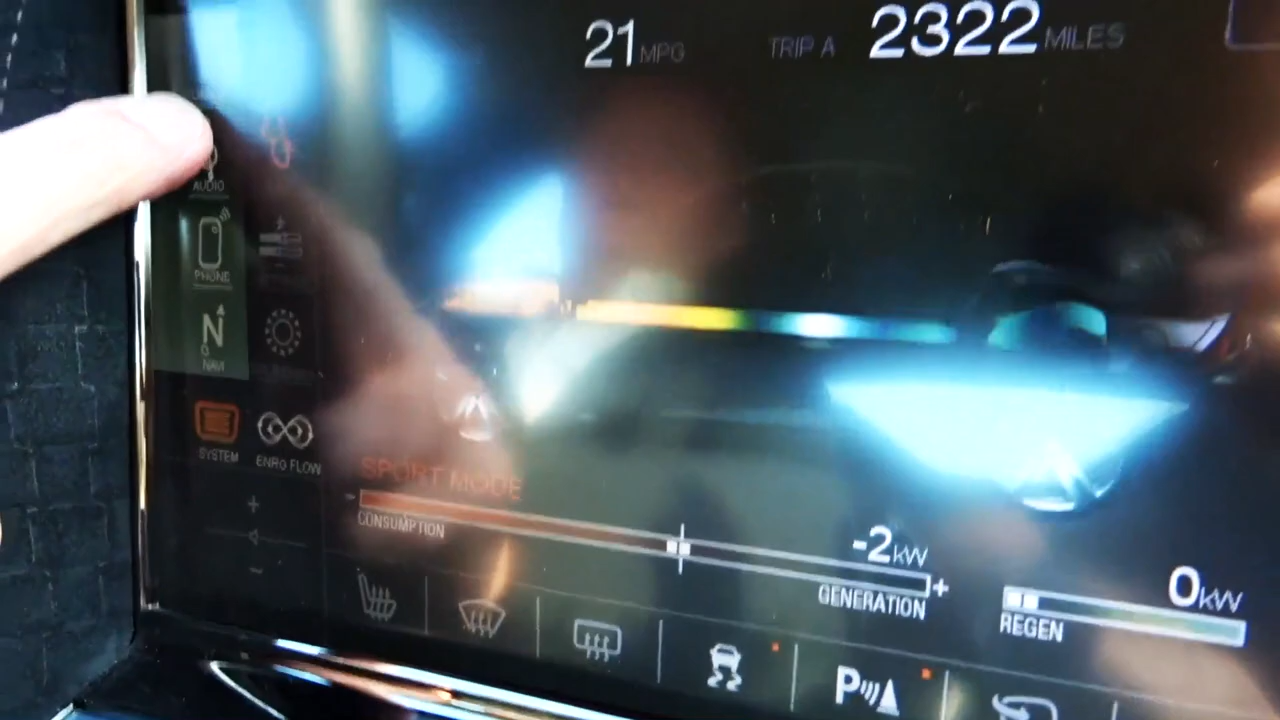 21 MPG TRIP A 2322 MILES
AUDIO
PHONE
N
NAVI
SYSTEM ENRG FLOW
SPORT MODE
- +
CONSUMPTION
-2 kW
GENERATION
0 kW
REGEN
+
-
P